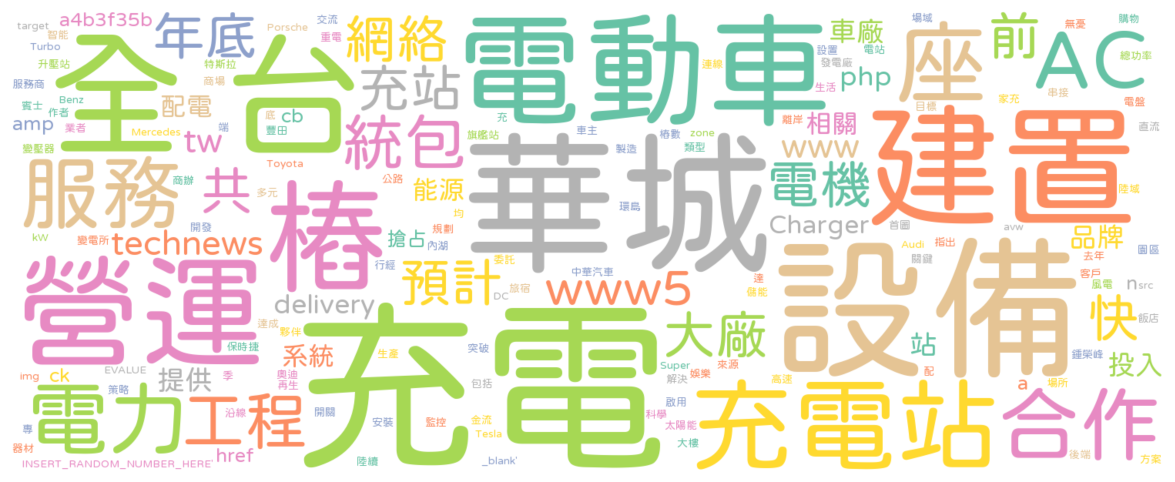 target
a4b3f35b
智能
Turbo
升壓站
服務商
全台
年底
Porsche
特斯拉
商場
交流
重電
網絡
充站
電動車
連線
設置
發電廠
電站
生活
車廠
php
場域
座
目標
前
無憂
購物
AC
總功率
串接
家充
電盤
直流
賓士
Benz
作者
amp
業者
變壓器
Mercedes
端
配電
tw
cb
底
豐田
Toyota
統包
充
旗艦站
車主
製造
樁數
zone
類型
離岸
相關
www
電機
建置
陸域
服務
商辦
共
多元
開發
kW
變電所
technews
樁
公路
能源
均
搶占
規劃
內湖
行經
華城
環島
Charger
首圖
avw
Audi
關鍵
指出
品牌
去年
園區
客戶
風電
n
src
飯店
營運
delivery
預計
委託
DC
旅宿
中華汽車
www5
達
儲能
設備
快
鍾榮峰
達成
夥伴
保時捷
系統
奧迪
再生
季
EVALUE
img
ck
策略
提供
充電
生產
突破
包括
大廠
Super
解決
娛樂
來源
站
配
投入
a
場所
電力
工程
沿線
專
器材
href
INSERT_RANDOM_NUMBER_HERE
開關
安裝
監控
陸續
金流
Tesla
_blank'
啟用
科學
太陽能
大樓
高速
充電站
合作
後端
方案